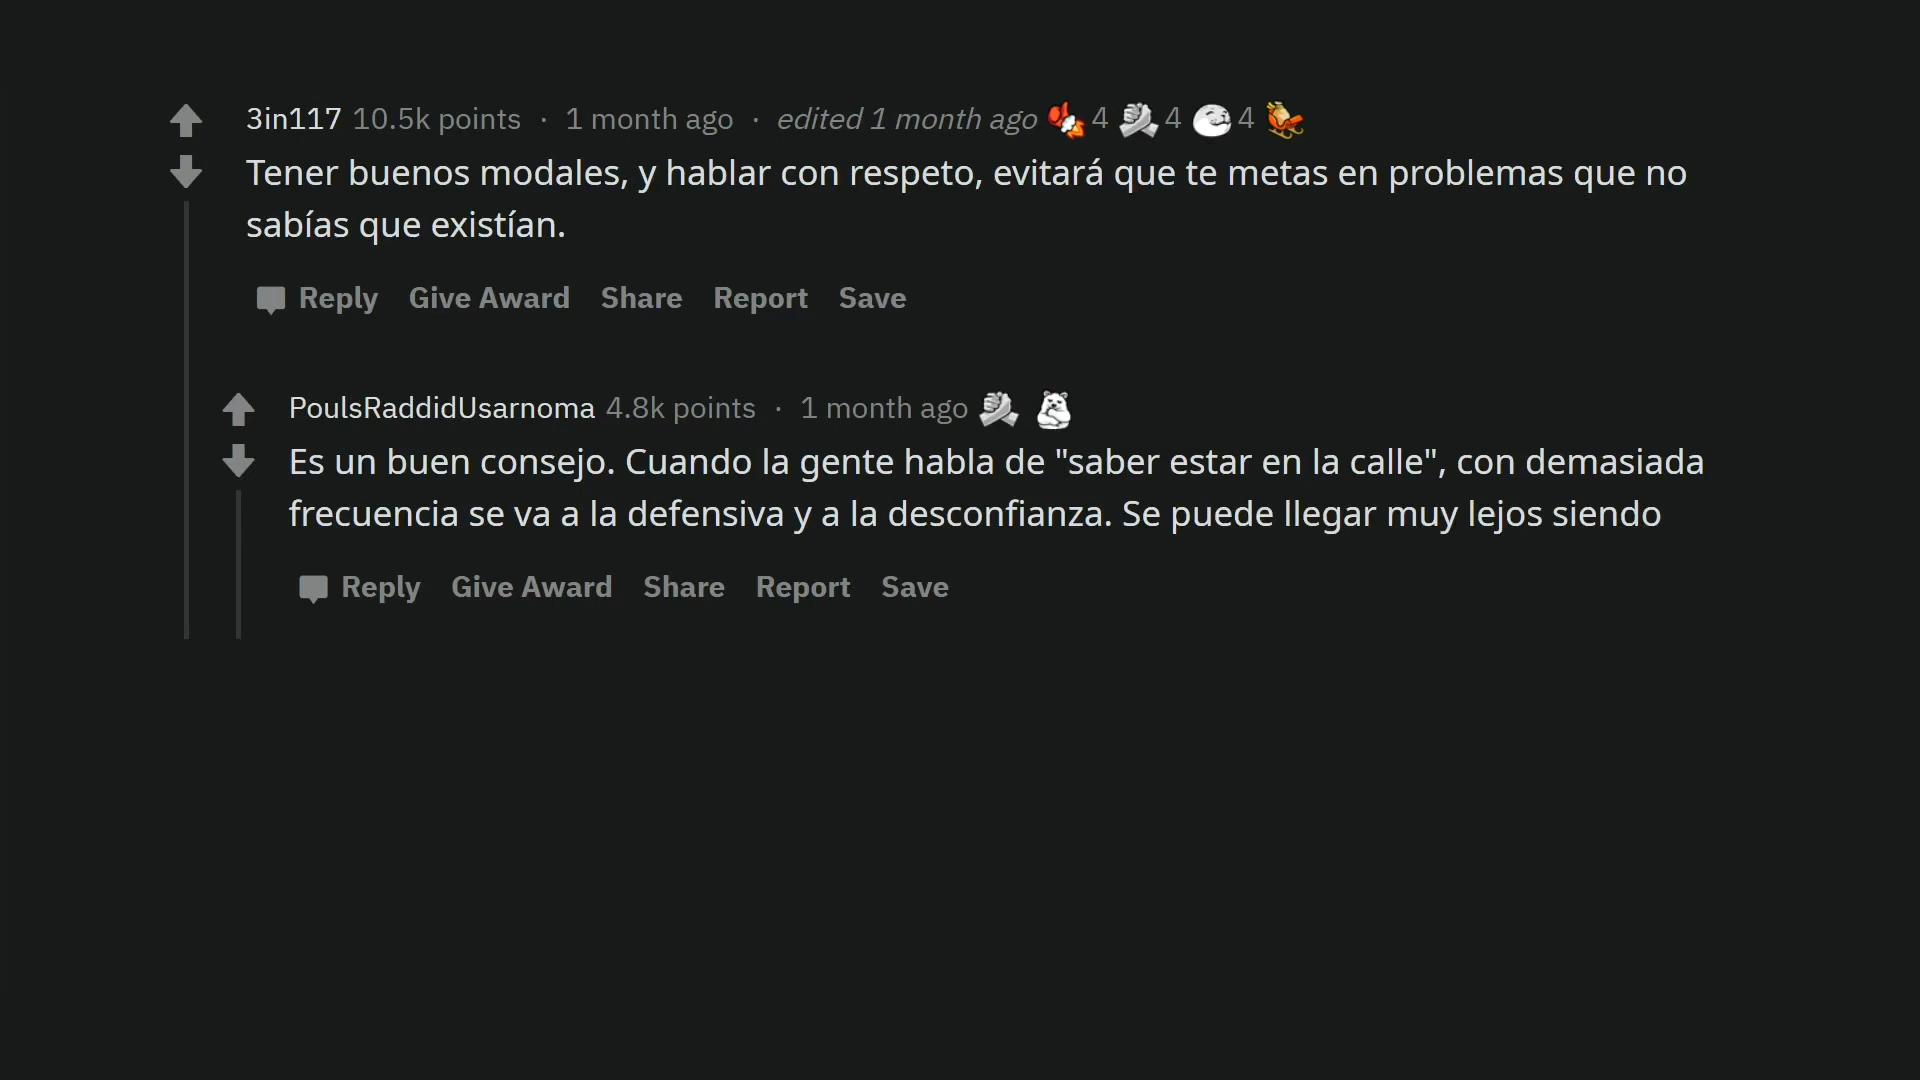 3in117 10.5k points · 1 month ago · edited 1 month ago 4 4 4
Tener buenos modales, y hablar con respeto, evitará que te metas en problemas que no
sabías que existían.
Reply Give Award Share Report Save
PoulsRaddidUsarnoma 4.8k points · 1 month ago
Es un buen consejo. Cuando la gente habla de "saber estar en la calle", con demasiada
frecuencia se va a la defensiva y a la desconfianza. Se puede llegar muy lejos siendo
Reply Give Award Share Report Save